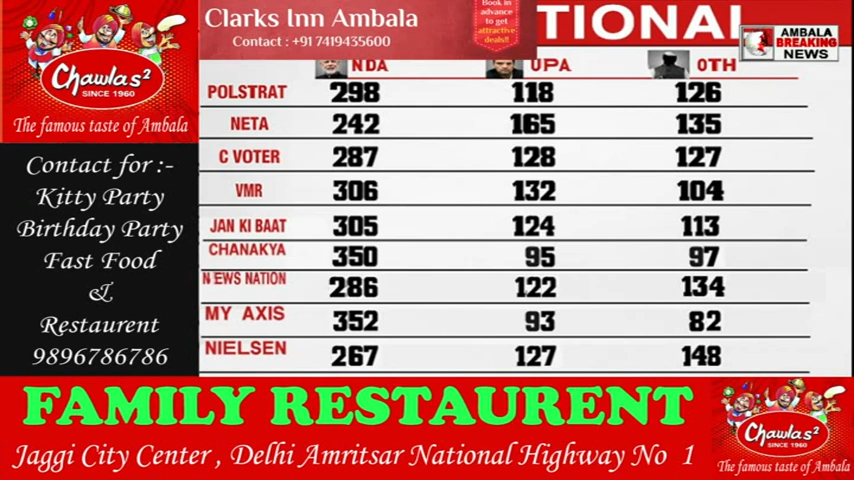 Chawlas²
SINCE 1960
The famous taste of Ambala
Contact for :-
Kitty Party
Birthday Party
Fast Food
&
Restaurent
9896786786
Clarks Inn Ambala
Contact : +91 7419435600
Book in
advance
to get
attractive
deals!!
TIONAL
AMBALA
BREAKING
NEWS
NDA UPA OTH
POLSTRAT 298 118 126
NETA 242 165 135
C VOTER 287 128 127
VMR 306 132 104
JAN KI BAAT 305 124 113
CHANAKYA 350 95 97
NEWS NATION 286 122 134
MY AXIS 352 93 82
NIELSEN 267 127 148
FAMILY RESTAURENT
Jaggi City Center , Delhi Amritsar National Highway No 1
Chawlas²
SINCE 1960
The famous taste of Ambala